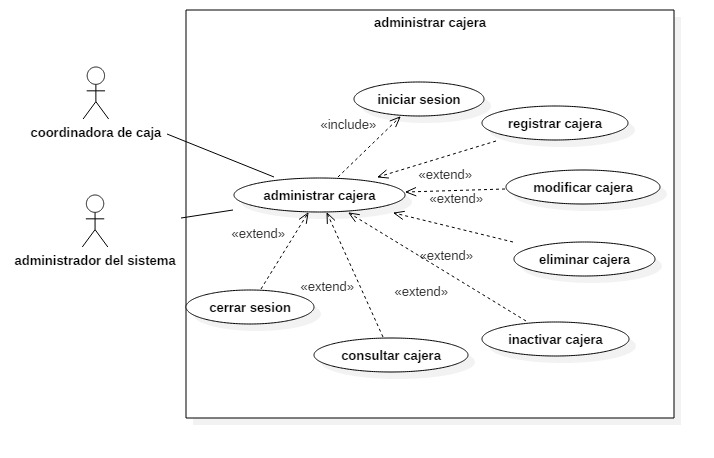 administrar cajera
iniciar sesion
coordinadora de caja
«include»
registrar cajera
«extend»
modificar cajera
administrar cajera
«extend»
administrador del sistema
«extend»
«extend»
eliminar cajera
«extend»
«extend»
cerrar sesion
inactivar cajera
consultar cajera